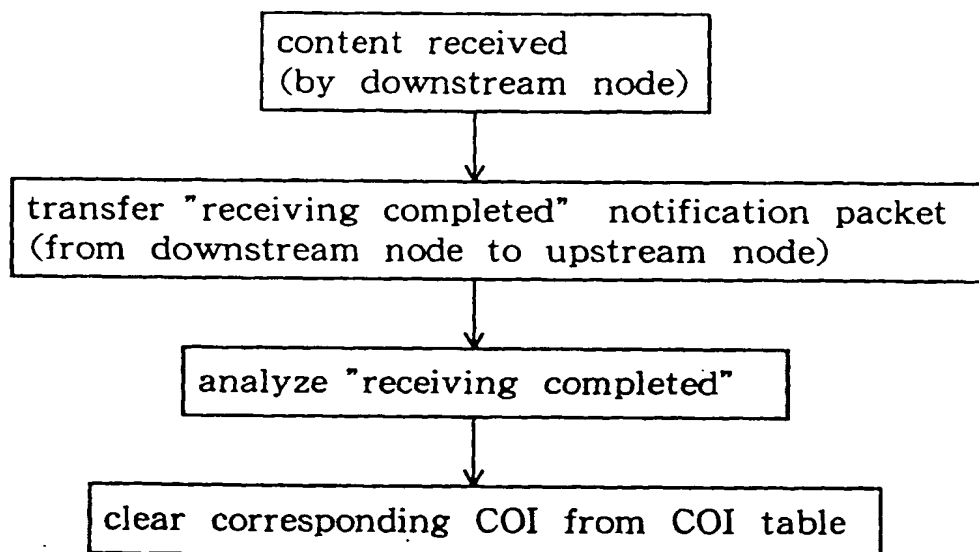 content received
(by downstream node)
transfer "receiving completed" notification packet
(from downstream node to upstream node)
analyze "receiving completed"
clear corresponding COI from COI table